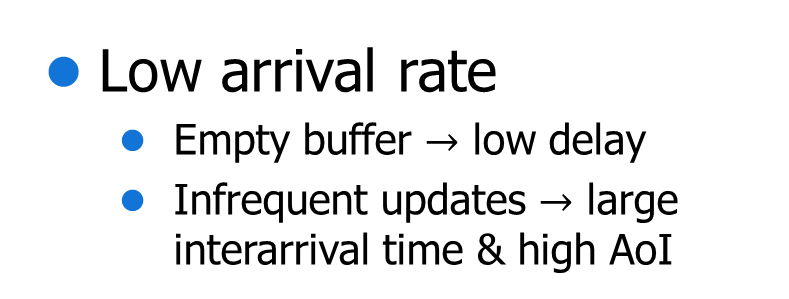 Low arrival rate
Empty buffer → low delay
Infrequent updates → large
interarrival time & high AoI